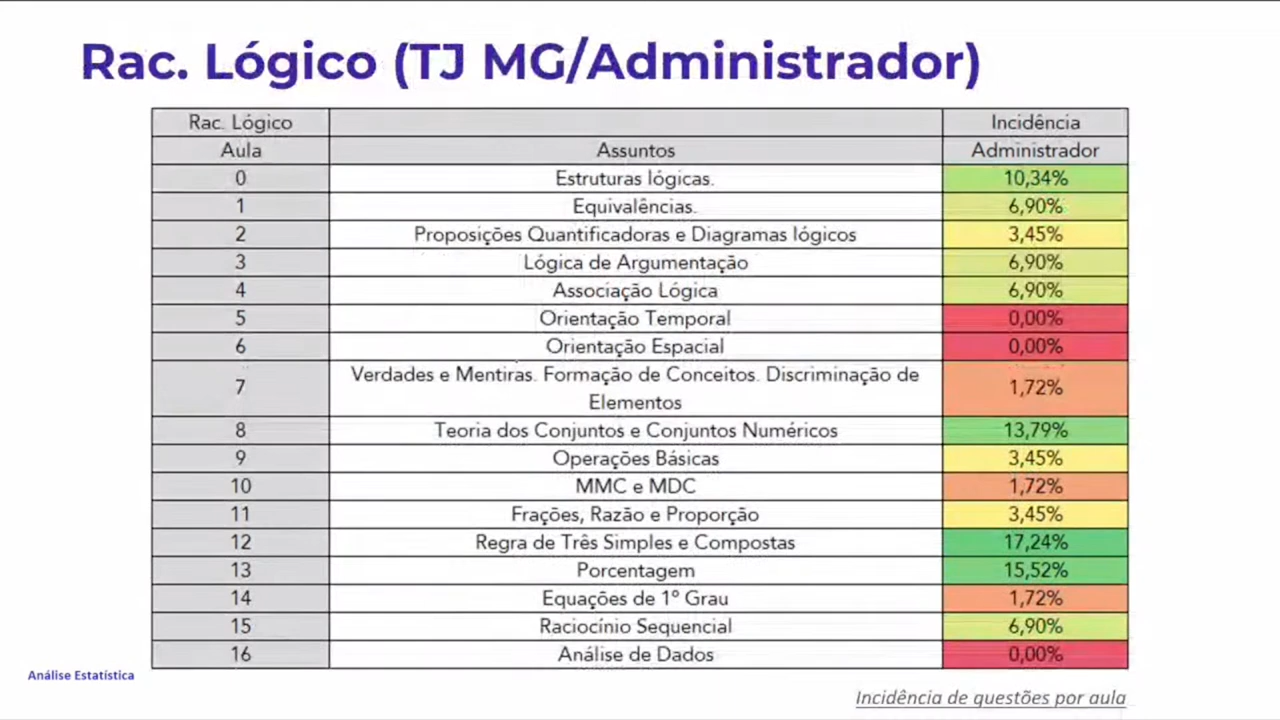 Rac. Lógico (TJ MG/Administrador)
Rac. Lógico Incidência
Aula Assuntos Administrador
0 Estruturas lógicas. 10,34%
1 Equivalências. 6,90%
2 Proposições Quantificadoras e Diagramas lógicos 3,45%
3 Lógica de Argumentação 6,90%
4 Associação Lógica 6,90%
5 Orientação Temporal 0,00%
6 Orientação Espacial 0,00%
7 Verdades e Mentiras. Formação de Conceitos. Discriminação de
Elementos 1,72%
8 Teoria dos Conjuntos e Conjuntos Numéricos 13,79%
9 Operações Básicas 3,45%
10 MMC e MDC 1,72%
11 Frações, Razão e Proporção 3,45%
12 Regra de Três Simples e Compostas 17,24%
13 Porcentagem 15,52%
14 Equações de 1º Grau 1,72%
15 Raciocínio Sequencial 6,90%
16 Análise de Dados 0,00%
Análise Estatística
Incidência de questões por aula